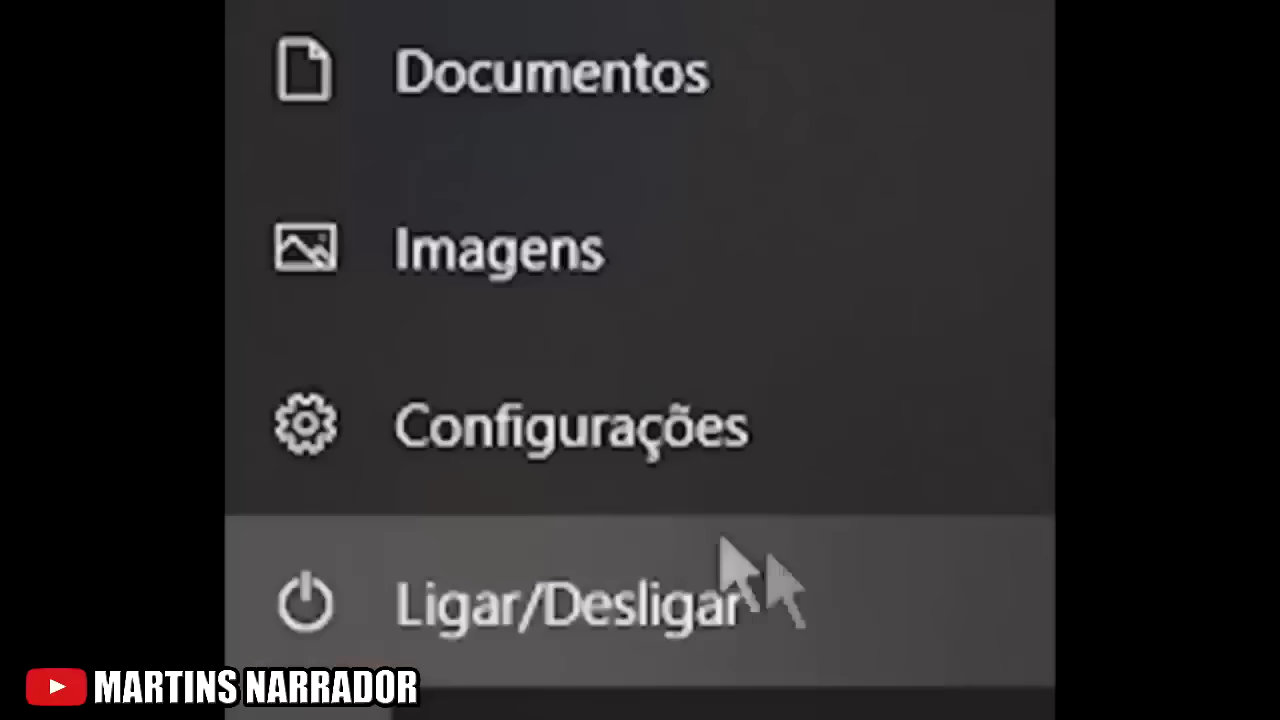 Documentos
Imagens
Configurações
Ligar/Desligar
MARTINS NARRADOR